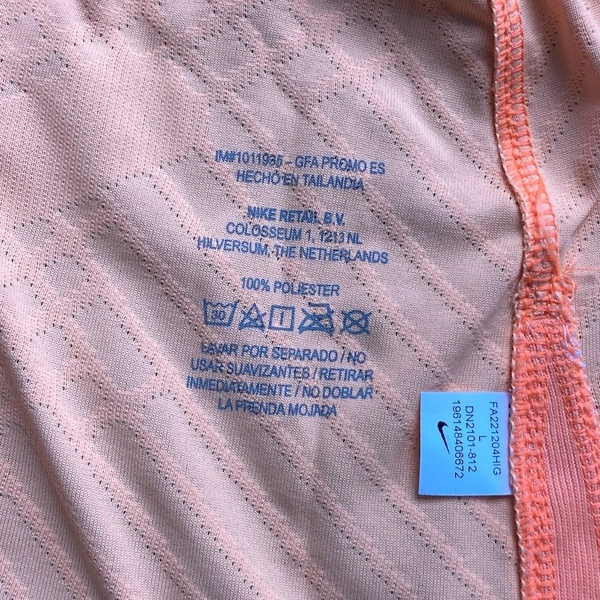 IM#1011935 - GFA PROMO ES
HECHO EN TAILANDIA
NIKE RETAIL B.V.
COLOSSEUM 1, 1213 NL
HILVERSUM, THE NETHERLANDS
100% POLIESTER
30
LAVAR POR SEPARADO / NO
USAR SUAVIZANTES / RETIRAR
INMEDIATAMENTE / NO DOBLAR
LA PRENDA MOJADA
FA221204HIG
L
DN2101-812
196148406672